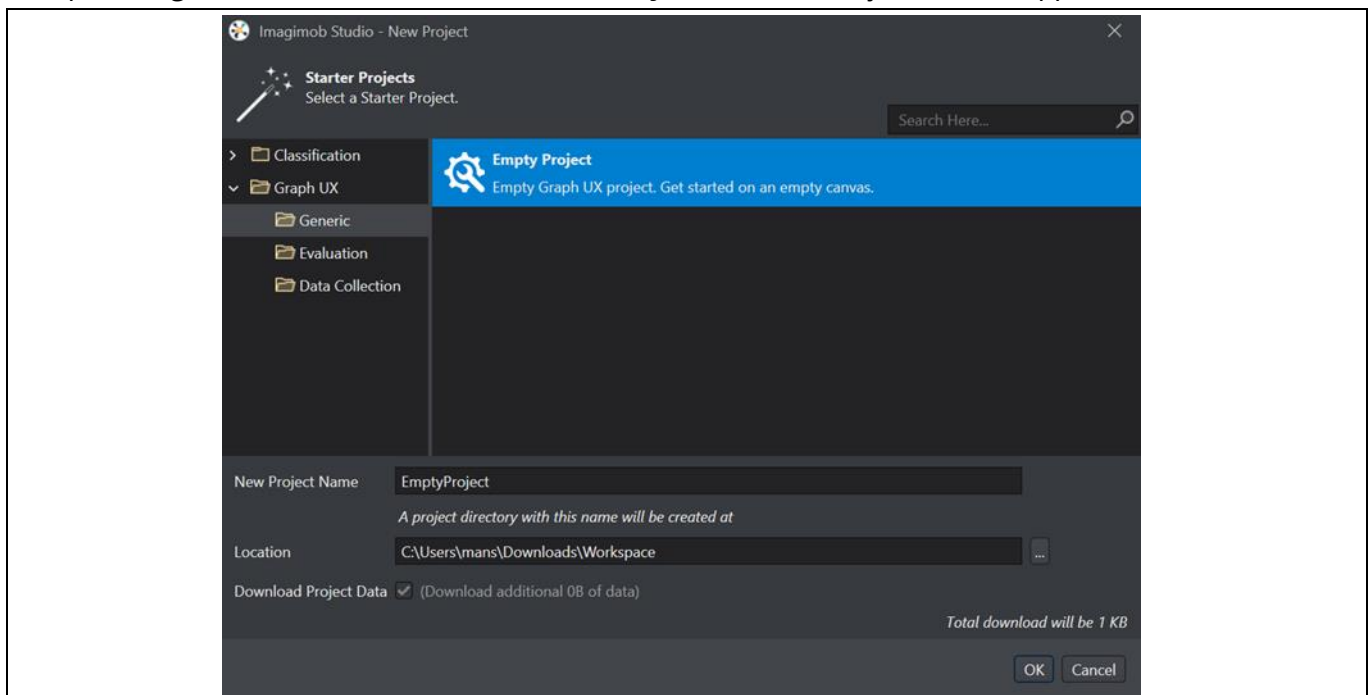 Imagimob Studio - New Project
Starter Projects
Select a Starter Project.
Search Here...
Classification
Graph UX
Generic
Evaluation
Data Collection
Empty Project
Empty Graph UX project. Get started on an empty canvas.
New Project Name EmptyProject
A project directory with this name will be created at
Location C:\Users\mans\Downloads\Workspace ...
Download Project Data (Download additional 0B of data)
Total download will be 1 KB
OK Cancel